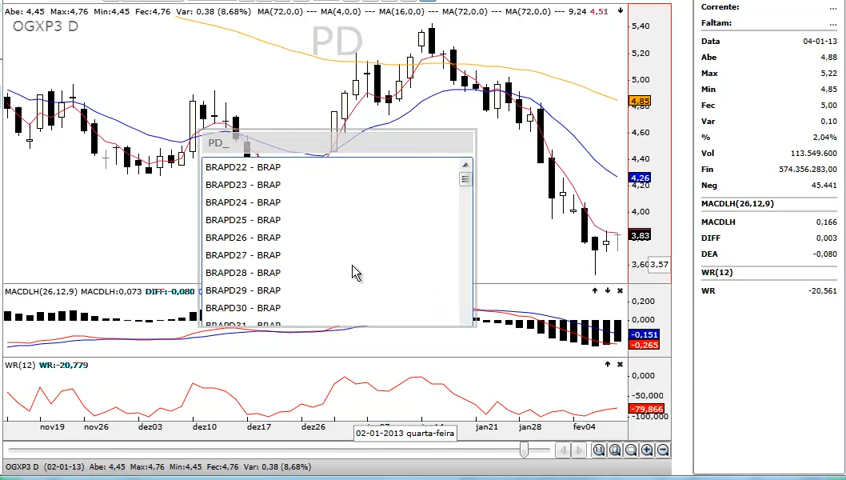 Abe: 4,45 Max:4,76 Min:4,45 Fec:4,76 Var: 0,38 (8,68%) MA(72,0,0) MA(4,0,0) MA(16,0,0) MA(72,0,0) MA(72,0,0) 9,24 4,51
OGXP3 D
PD
5,40
5,20
5,00
4,85
4,80
4,60
4,40
4,26
4,20
4,00
3,83
3,60
3,57
PD_
BRAPD22 - BRAP
BRAPD23 - BRAP
BRAPD24 - BRAP
BRAPD25 - BRAP
BRAPD26 - BRAP
BRAPD27 - BRAP
BRAPD28 - BRAP
BRAPD29 - BRAP
BRAPD30 - BRAP
BRAPD31 - BRAP
MACDLH(26,12,9) MACDLH:0,073 DIFF: -0,080
0,200
0,000
-0,151
-0,265
WR(12) WR:-20,779
0,000
-50,000
-79,866
-100,000
nov19 nov26 dez03 dez10 dez17 dez26 jan14 jan21 jan28 fev04
02-01-2013 quarta-feira
OGXP3 D (02-01-13) Abe: 4,45 Max:4,76 Min:4,45 Fec:4,76 Var: 0,38 (8,68%)
Corrente: -...
Faltam: ...
Data 04-01-13
Abe 4,88
Max 5,22
Min 4,85
Fec 5,00
Var 0,10
% 2.04%
Vol 113.549.600
Fin 574.356.283,00
Neg 45.441
MACDLH(26,12,9)
MACDLH 0,166
DIFF 0,003
DEA -0,080
WR(12)
WR -20,561